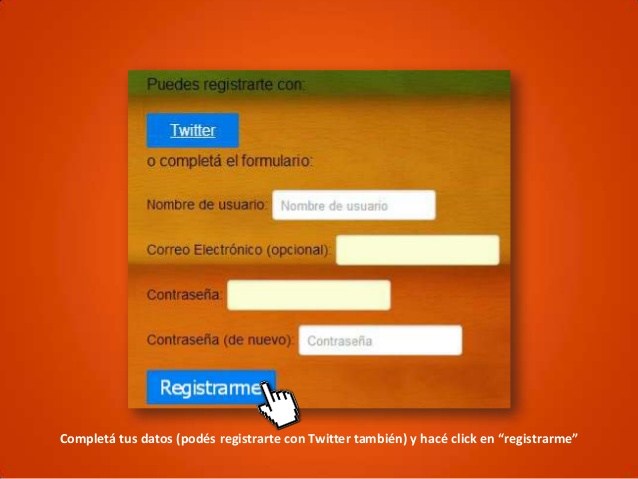 Puedes registrarte con:
Twitter
o completá el formulario:
Nombre de usuario: Nombre de usuario
Correo Electrónico (opcional):
Contraseña:
Contraseña (de nuevo): Contraseña
Registrarme
Completá tus datos (podés registrarte con Twitter también) y hacé click en “registrarme”